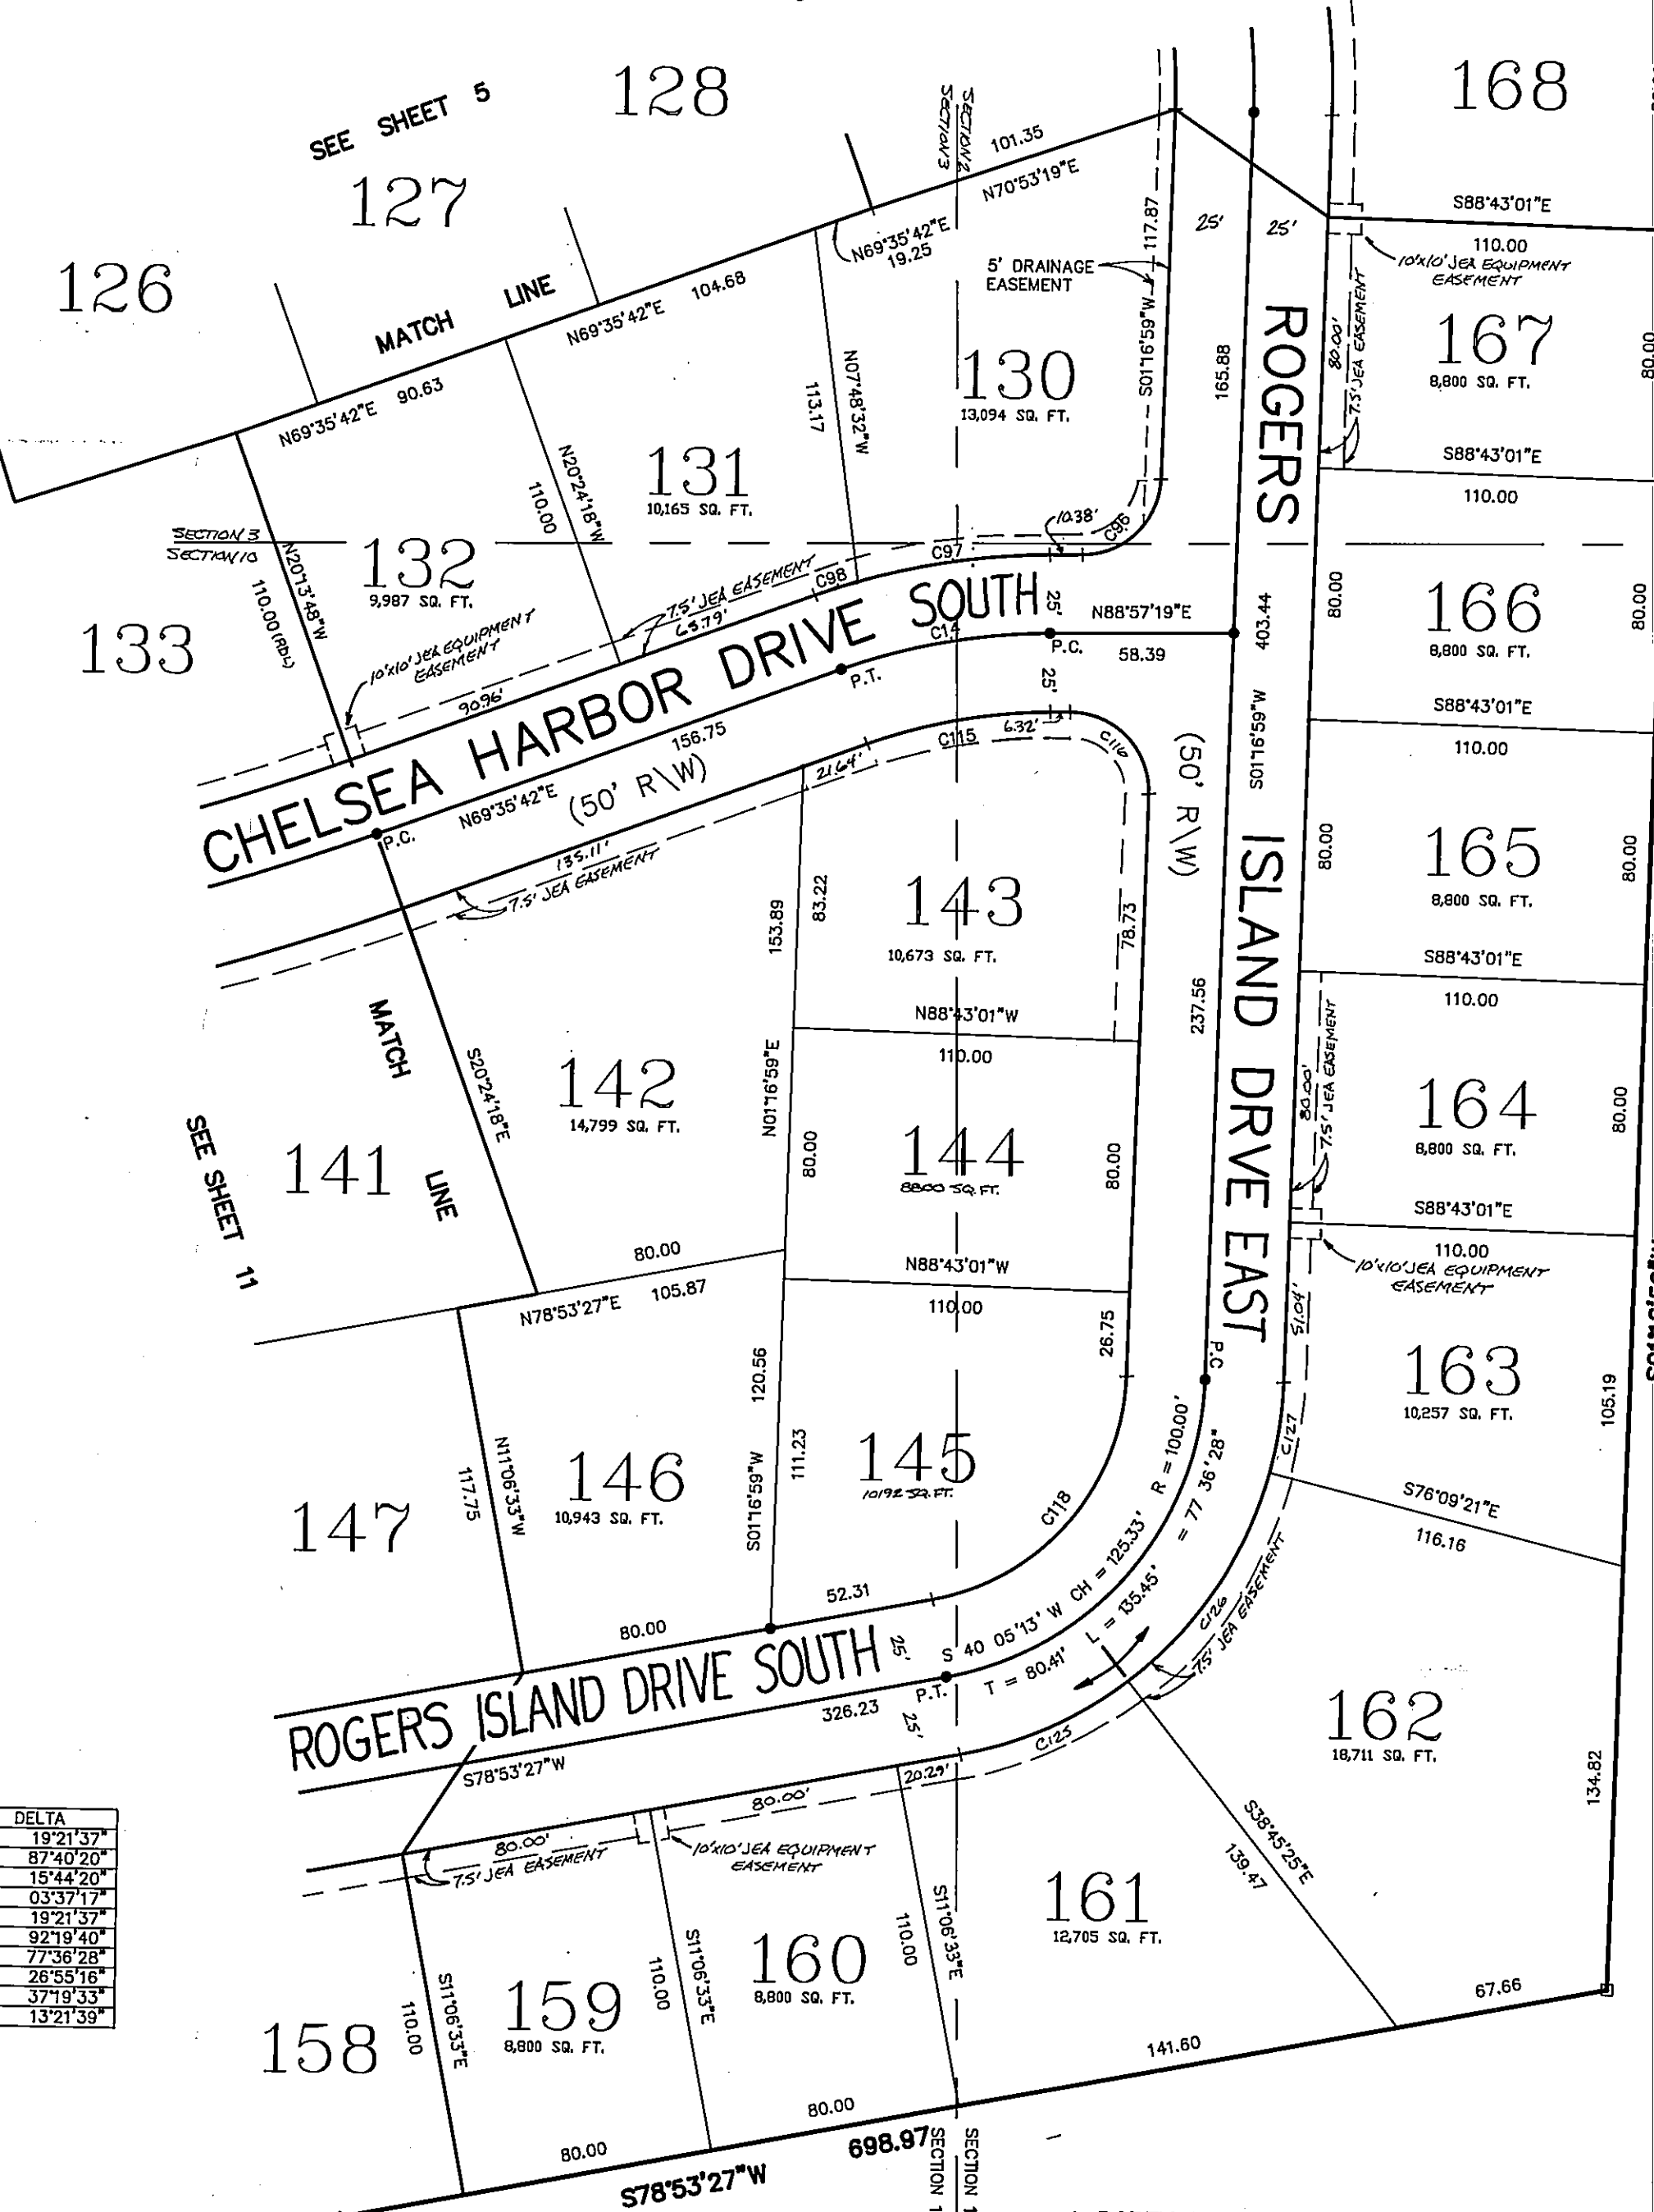 SEE SHEET 5
128
127
126
168
SECTION 2
SECTION 3
101.35
N70°53'19"E
N69°35'42"E
19.25
MATCH LINE
N69°35'42"E 104.68
N69°35'42"E 90.63
5' DRAINAGE
EASEMENT
117.87
S01°16'59"W
25' 25'
165.88
S88°43'01"E
110.00
10'X10' JEA EQUIPMENT
EASEMENT
167
8,800 SQ. FT.
80.00'
7.5' JEA EASEMENT
80.00
S88°43'01"E
110.00
130
13,094 SQ. FT.
N07°48'32"W
113.17
131
10,165 SQ. FT.
N20°24'18"W
110.00
132
9,987 SQ. FT.
SECTION 3
SECTION 10
N20°13'48"W
110.00 (RDL)
133
10'X10' JEA EQUIPMENT
EASEMENT
7.5' JEA EASEMENT
63.79'
90.96'
C98
C97
10.38'
C96
CHELSEA HARBOR DRIVE SOUTH
C14
25'
N88°57'19"E
P.C.
58.39
P.T.
25'
156.75
N69°35'42"E (50' R\W)
P.C.
135.11'
7.5' JEA EASEMENT
21.64'
C115
6.32'
C116
ROGERS ISLAND DRVE EAST
(50' R\W)
403.44
S01°16'59"W
237.56
80.00
166
8,800 SQ. FT.
80.00
S88°43'01"E
110.00
80.00
165
8,800 SQ. FT.
80.00
S88°43'01"E
110.00
80.00'
7.5' JEA EASEMENT
164
8,800 SQ. FT.
80.00
S88°43'01"E
110.00
10'X10' JEA EQUIPMENT
EASEMENT
51.04'
163
10,257 SQ. FT.
105.19
C127
S76°09'21"E
116.16
143
10,673 SQ. FT.
153.89
83.22
78.73
N88°43'01"W
110.00
142
14,799 SQ. FT.
N01°16'59"E
S20°24'18"E
MATCH LINE
SEE SHEET 11
141
144
8800 SQ. FT.
80.00
80.00
N88°43'01"W
110.00
80.00
N78°53'27"E 105.87
26.75
P.C.
147
117.75
N11°06'33"W
146
10,943 SQ. FT.
120.56
S01°16'59"W
111.23
145
10192 SQ. FT.
C118
52.31
80.00
S 40 05'13" W CH = 125.33' R = 100.00'
T = 80.41' L = 135.45' = 77 36'28"
25'
P.T.
25'
ROGERS ISLAND DRIVE SOUTH
326.23
S78°53'27"W
C126
7.5' JEA EASEMENT
C125
20.29'
80.00'
80.00'
7.5' JEA EASEMENT
10'X10' JEA EQUIPMENT
EASEMENT
162
18,711 SQ. FT.
134.82
S38°45'25"E
139.47
67.66
161
12,705 SQ. FT.
141.60
S11°06'33"E
110.00
160
8,800 SQ. FT.
80.00
S11°06'33"E
110.00
159
8,800 SQ. FT.
80.00
S11°06'33"E
110.00
158
698.97
S78°53'27"W
SECTION 1
SECTION 1
DELTA
19°21'37"
87°40'20"
15°44'20"
03°37'17"
19°21'37"
92°19'40"
77°36'28"
26°55'16"
37°19'33"
13°21'39"